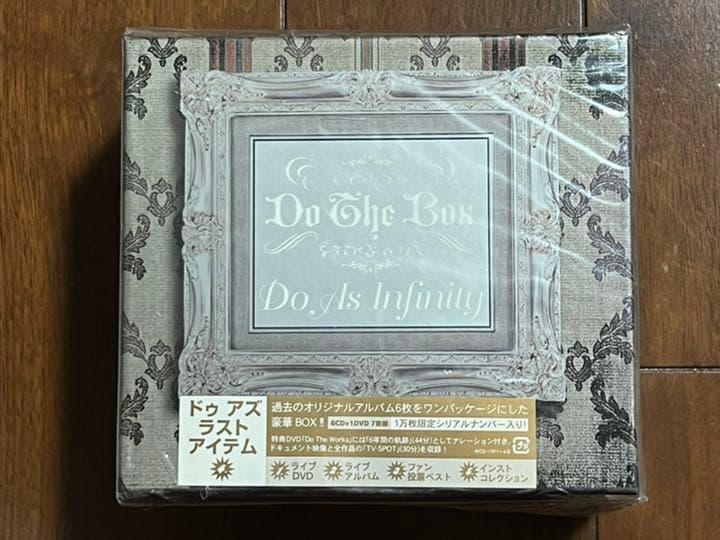 Do The Box
Do As Infinity
ドゥ アズ
ラスト
アイテム
過去のオリジナルアルバム6枚をワンパッケージにした
豪華BOX!! 6CD+1DVD 7枚組 1万枚限定シリアルナンバー入り!
特典DVD「Do The Works」には「6年間の軌跡」(44分)としてナレーション付き、
ドキュメント映像と全作品の「TV-SPOT」(30分)を収録!
ライブ
DVD
ライブ
アルバム
ファン
投票ベスト
インスト
コレクション